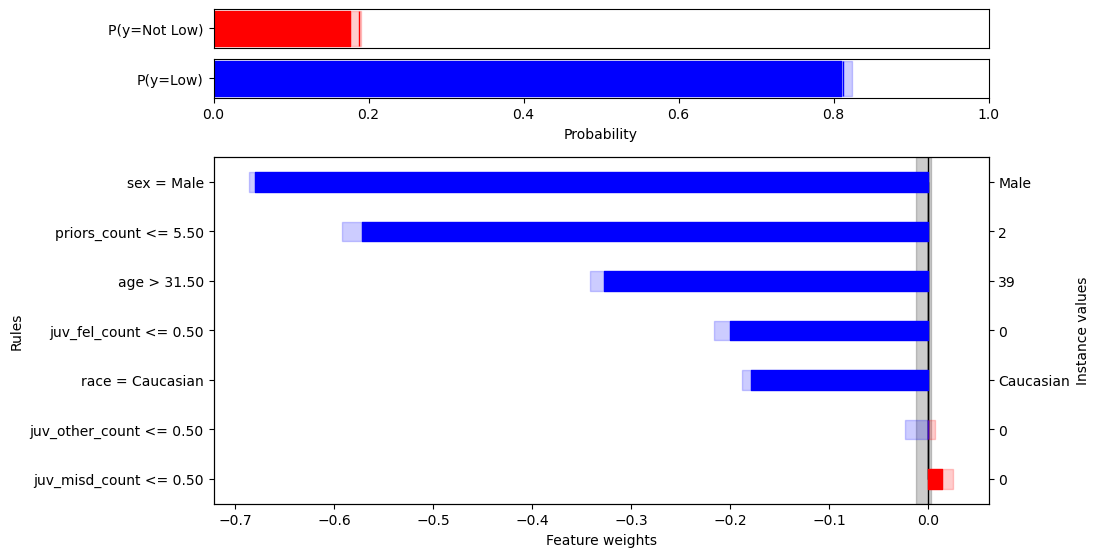 P(y=Not Low)
P(y=Low)
0.0 0.2 0.4 0.6 0.8 1.0
Probability
Rules
sex = Male Male
priors_count <= 5.50 2
age > 31.50 39
juv_fel_count <= 0.50 0
race = Caucasian Caucasian
juv_other_count <= 0.50 0
juv_misd_count <= 0.50 0
Instance values
−0.7 −0.6 −0.5 −0.4 −0.3 −0.2 −0.1 0.0
Feature weights